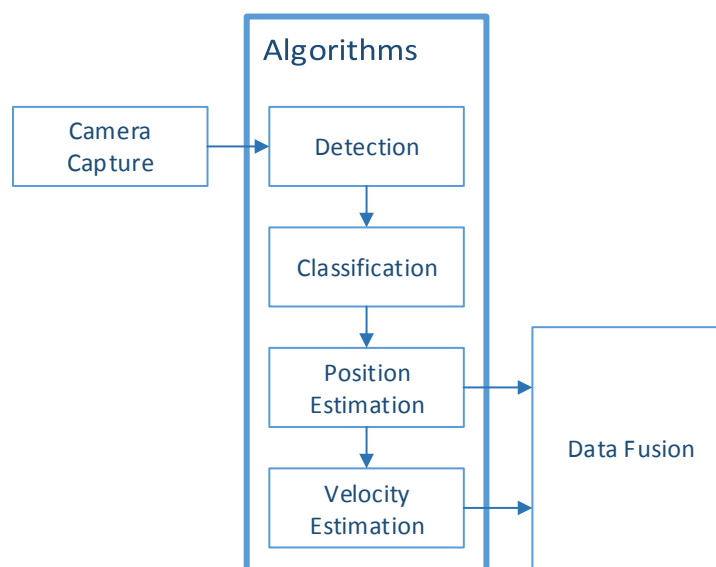 Algorithms
Camera
Capture
Detection
Classification
Position
Estimation
Data Fusion
Velocity
Estimation